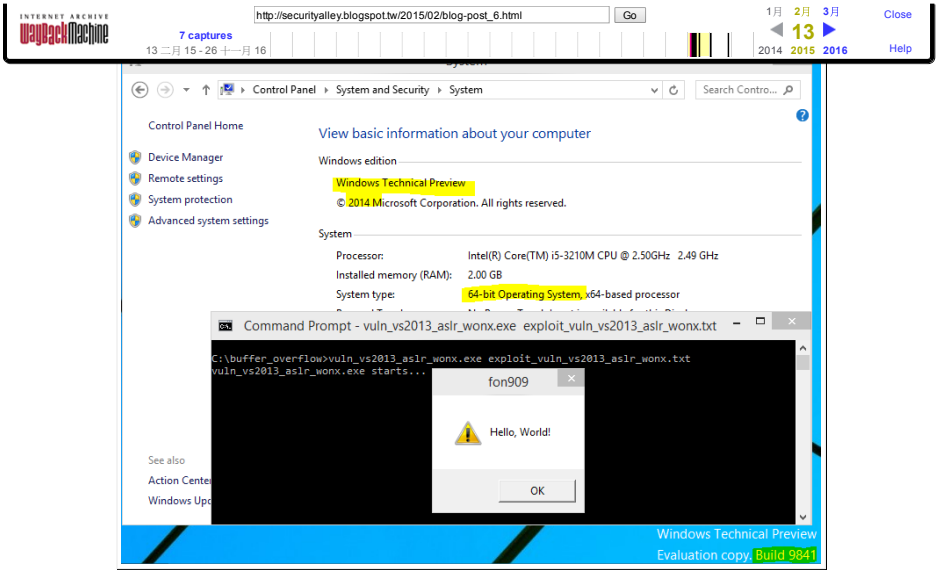 INTERNET ARCHIVE
WayBackMachine
http://securityalley.blogspot.tw/2015/02/blog-post_6.html
Go
7 captures
13 二月 15 - 26 十一月 16
1月 2月 3月
13
2014 2015 2016
Close
Help
System
Control Panel
System and Security
System
Search Contro...
Control Panel Home
Device Manager
Remote settings
System protection
Advanced system settings
View basic information about your computer
Windows edition
Windows Technical Preview
© 2014 Microsoft Corporation. All rights reserved.
System
Processor: Intel(R) Core(TM) i5-3210M CPU @ 2.50GHz 2.49 GHz
Installed memory (RAM): 2.00 GB
System type: 64-bit Operating System, x64-based processor
Command Prompt - vuln_vs2013_aslr_wonx.exe exploit_vuln_vs2013_aslr_wonx.txt
C:\buffer_overflow>vuln_vs2013_aslr_wonx.exe exploit_vuln_vs2013_aslr_wonx.txt
vuln_vs2013_aslr_wonx.exe starts...
fon909
Hello, World!
OK
See also
Action Center
Windows Upd
Windows Technical Preview
Evaluation copy. Build 9841